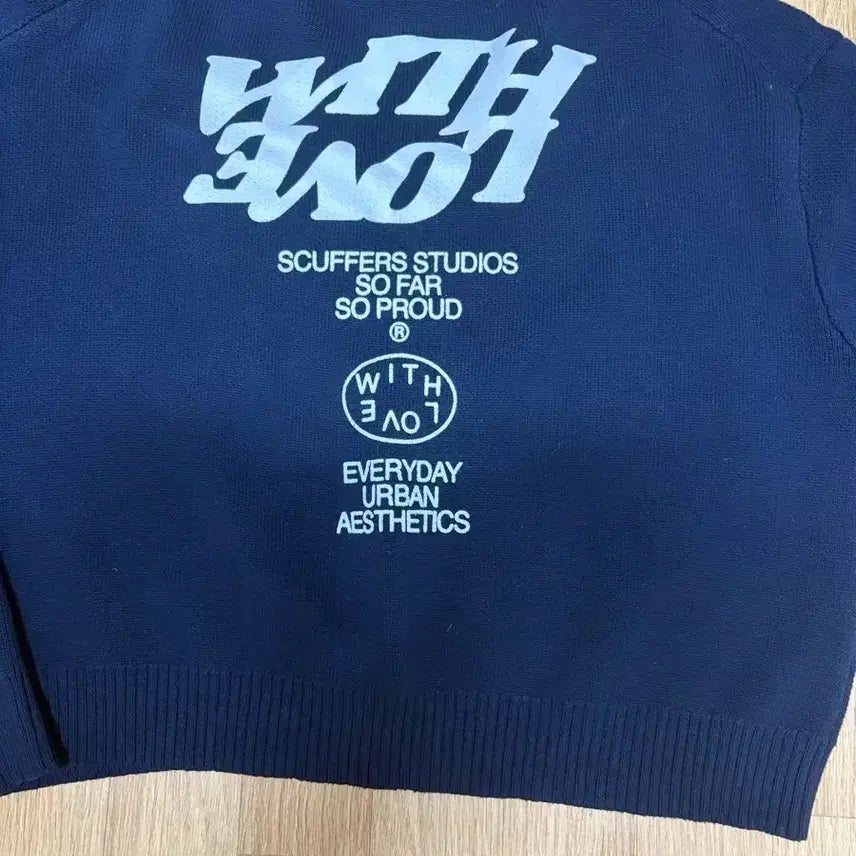 WITH
LOVE
SCUFFERS STUDIOS
SO FAR
SO PROUD
®
WITH
LOVE
EVERYDAY
URBAN
AESTHETICS